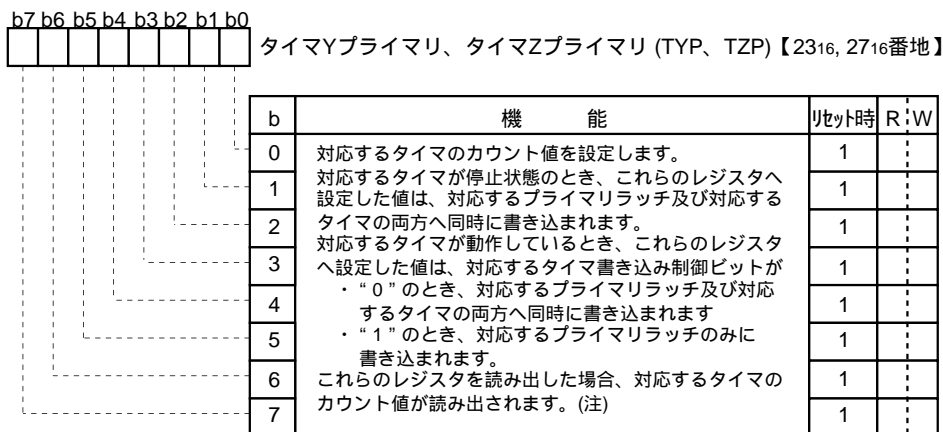 b7 b6 b5 b4 b3 b2 b1 b0
タイマYプライマリ、タイマZプライマリ (TYP、TZP)【2316, 2716番地】
b 機 能 リセット時 R W
0 対応するタイマのカウント値を設定します。 1
1 対応するタイマが停止状態のとき、これらのレジスタへ 1
設定した値は、対応するプライマリラッチ及び対応する
2 タイマの両方へ同時に書き込まれます。 1
対応するタイマが動作しているとき、これらのレジスタ
3 へ設定した値は、対応するタイマ書き込み制御ビットが 1
・“0”のとき、対応するプライマリラッチ及び対応
4 するタイマの両方へ同時に書き込まれます 1
5 ・“1”のとき、対応するプライマリラッチのみに 1
書き込まれます。
6 これらのレジスタを読み出した場合、対応するタイマの 1
7 カウント値が読み出されます。(注) 1